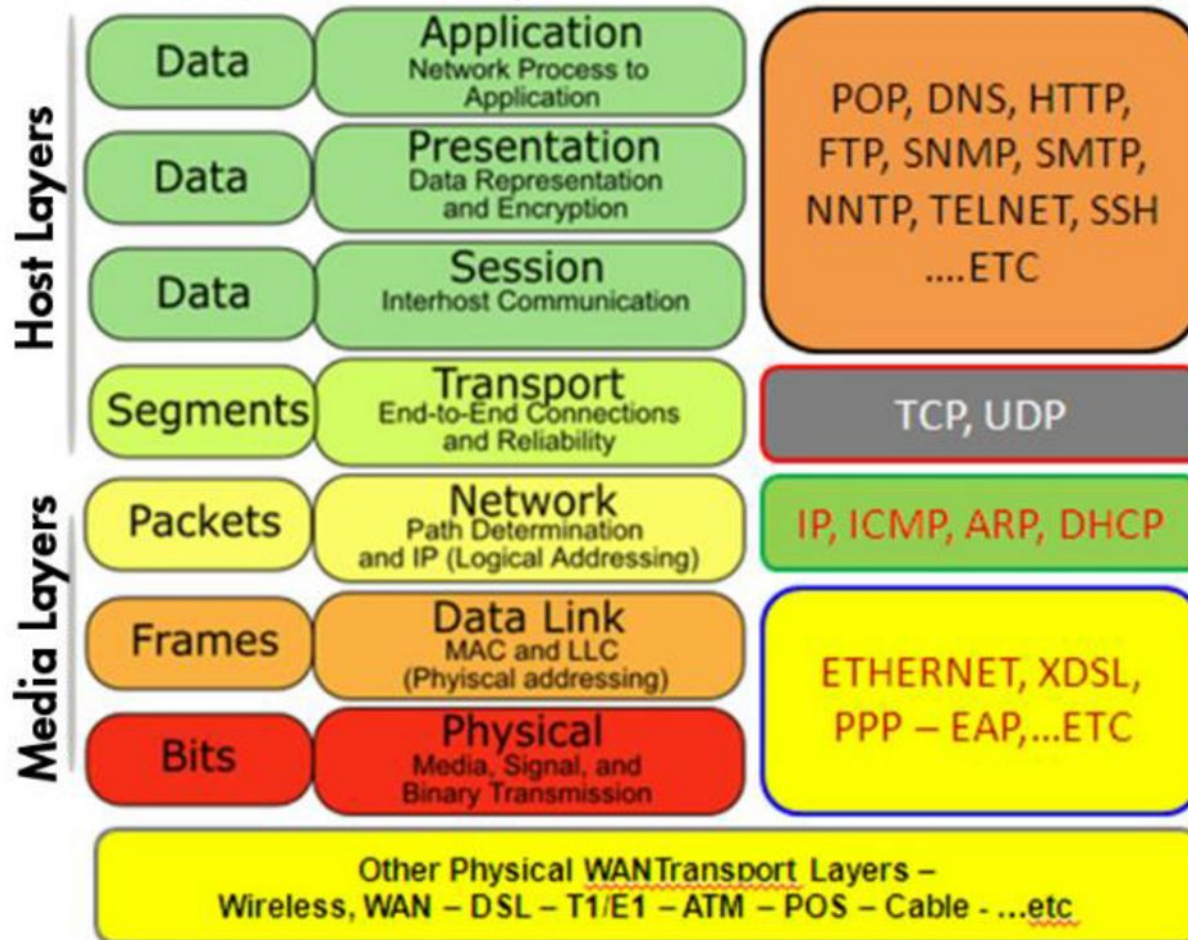 Host Layers
Data
Application
Network Process to
Application
Data
Presentation
Data Representation
and Encryption
Data
Session
Interhost Communication
POP, DNS, HTTP,
FTP, SNMP, SMTP,
NNTP, TELNET, SSH
....ETC
Segments
Transport
End-to-End Connections
and Reliability
TCP, UDP
Media Layers
Packets
Network
Path Determination
and IP (Logical Addressing)
IP, ICMP, ARP, DHCP
Frames
Data Link
MAC and LLC
(Phyiscal addressing)
Bits
Physical
Media, Signal, and
Binary Transmission
ETHERNET, XDSL,
PPP – EAP,...ETC
Other Physical WANTransport Layers –
Wireless, WAN – DSL – T1/E1 – ATM – POS – Cable - ...etc